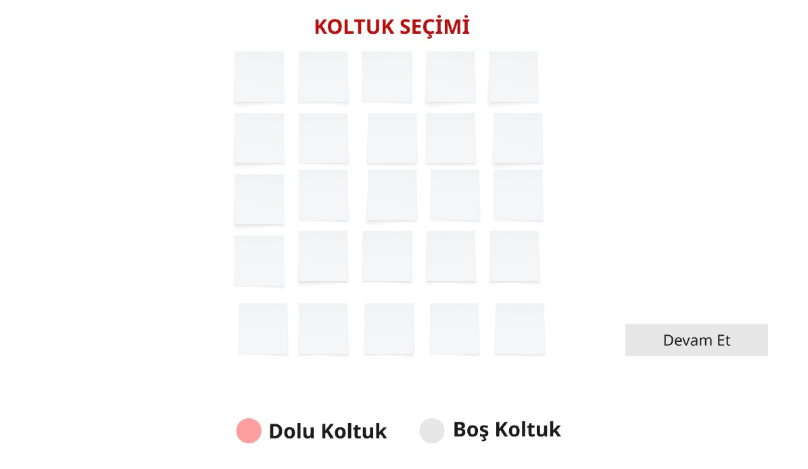 KOLTUK SEÇİMİ
Devam Et
Dolu Koltuk
Boş Koltuk